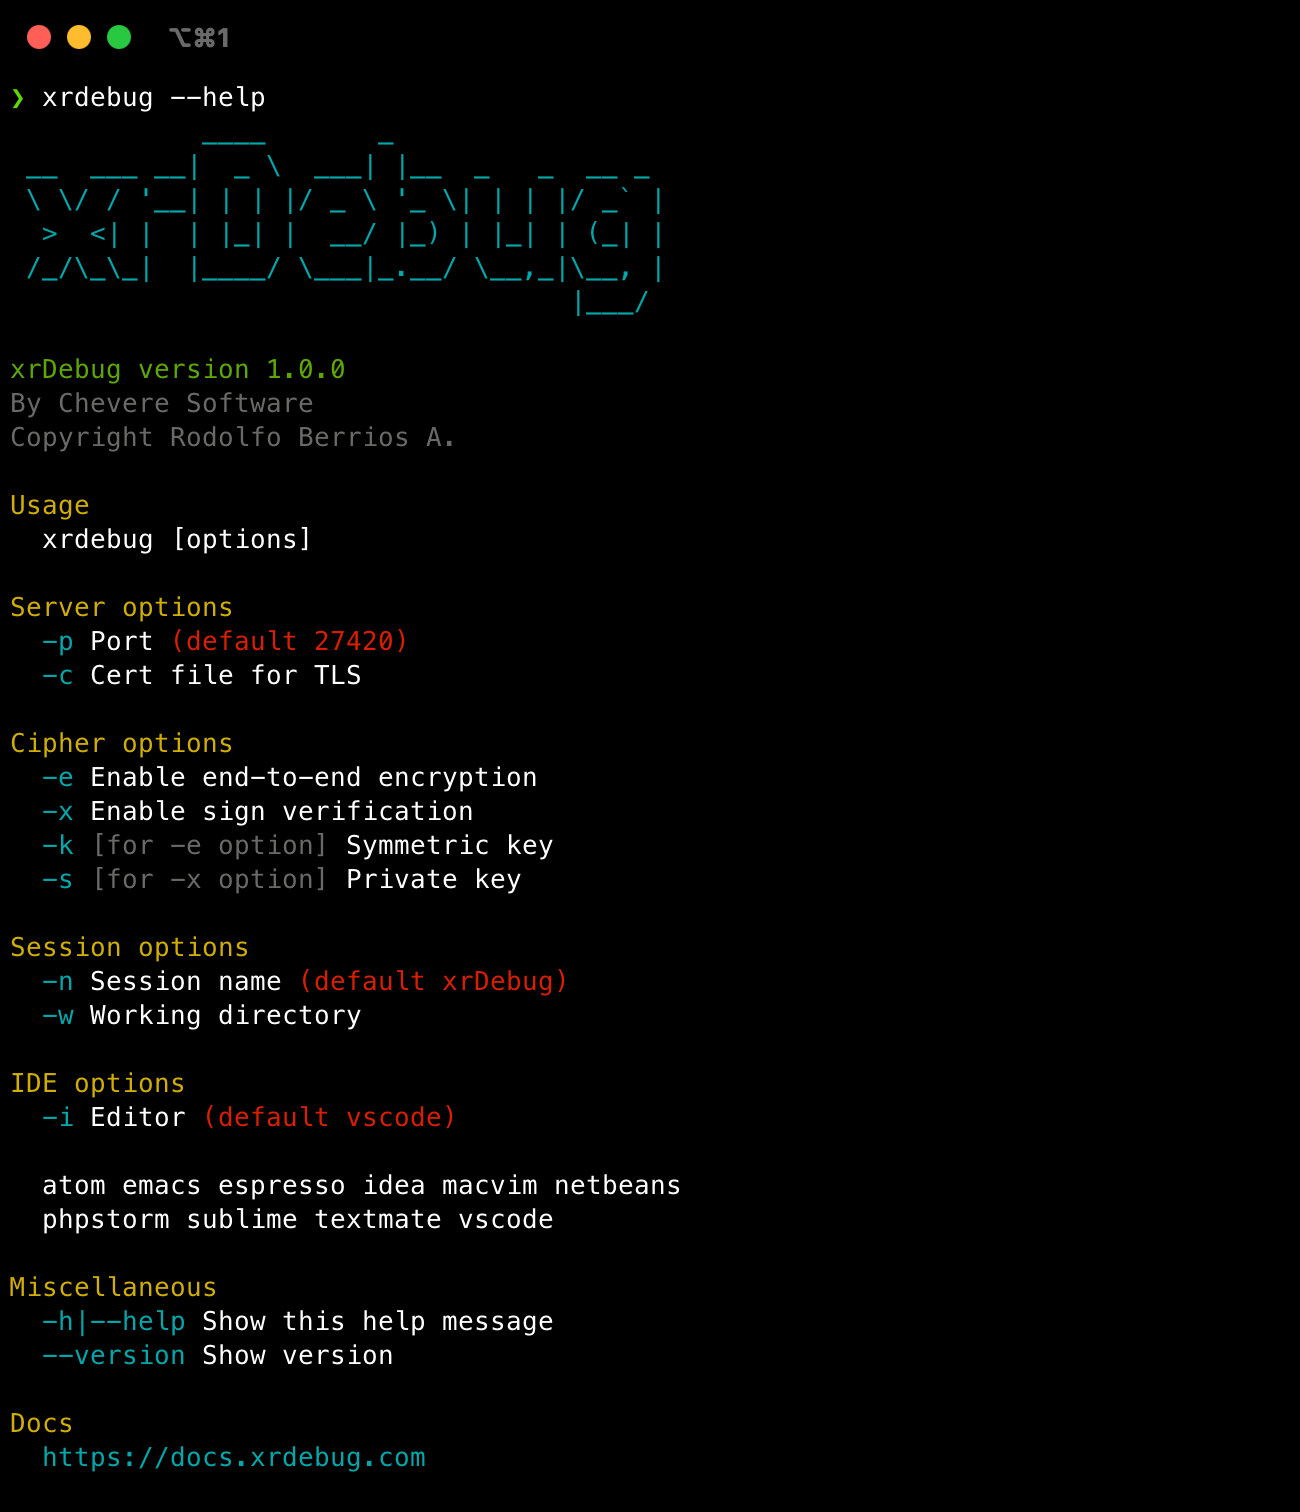 ⌥⌘1
❯ xrdebug --help
            ____       _
 __  ___ __|  _ \  ___| |__  _   _  __ _
 \ \/ / '__| | | |/ _ \ '_ \| | | |/ _` |
  >  <| |  | |_| |  __/ |_) | |_| | (_| |
 /_/\_\_|  |____/ \___|_.__/ \__,_|\__, |
                                   |___/
xrDebug version 1.0.0
By Chevere Software
Copyright Rodolfo Berrios A.
Usage
  xrdebug [options]
Server options
  -p Port (default 27420)
  -c Cert file for TLS
Cipher options
  -e Enable end-to-end encryption
  -x Enable sign verification
  -k [for -e option] Symmetric key
  -s [for -x option] Private key
Session options
  -n Session name (default xrDebug)
  -w Working directory
IDE options
  -i Editor (default vscode)
  atom emacs espresso idea macvim netbeans
  phpstorm sublime textmate vscode
Miscellaneous
  -h|--help Show this help message
  --version Show version
Docs
  https://docs.xrdebug.com